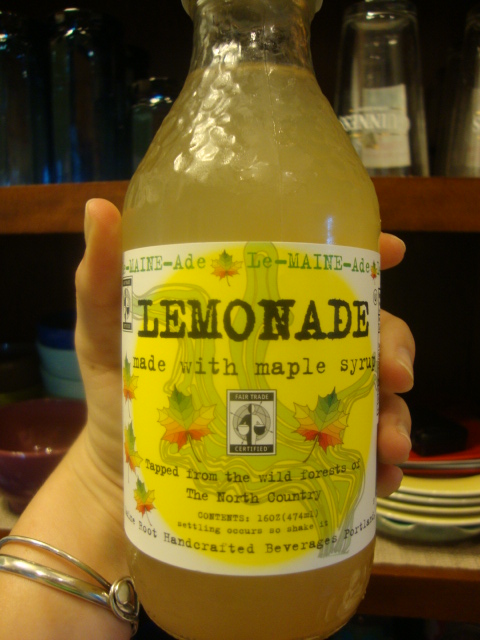 -MAINE-Ade Le-MAINE-Ade
LEMONADE
made with maple syrup
FAIR TRADE
CERTIFIED
Tapped from the wild forests of
The North Country
CONTENTS: 16OZ(474ml)
settling occurs so shake it
Root Handcrafted Beverages Portland